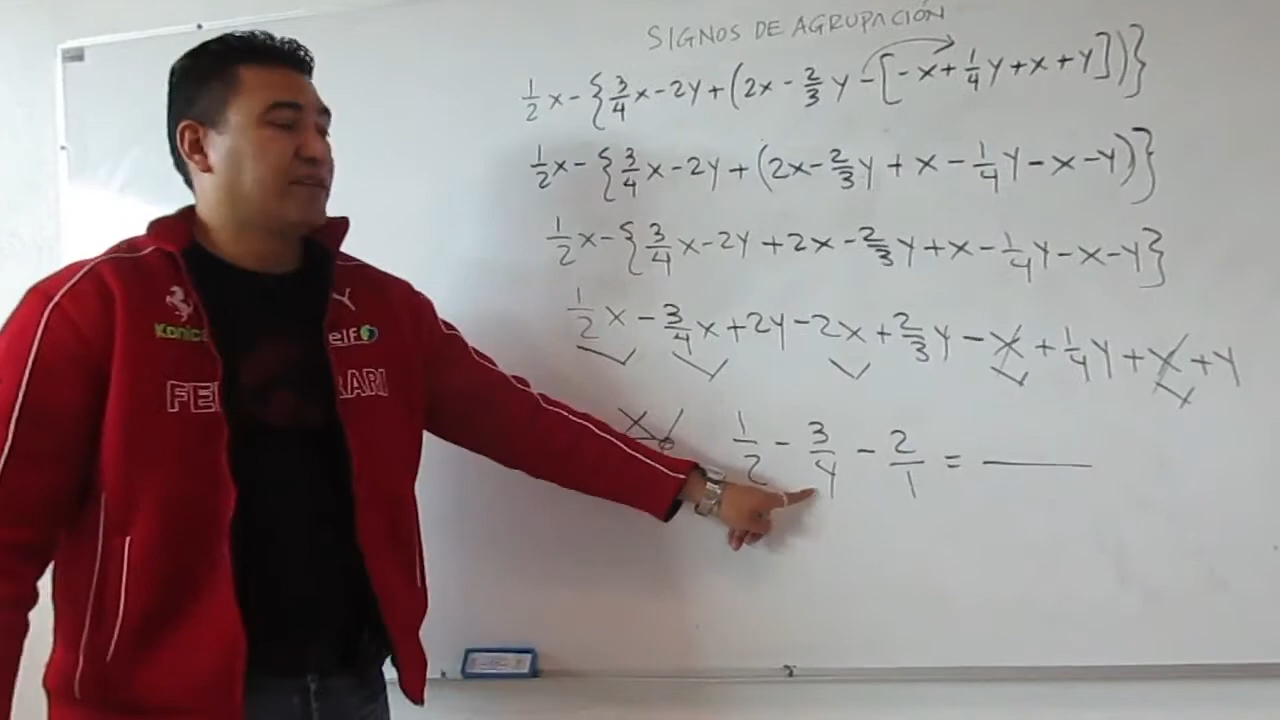 SIGNOS DE AGRUPACIÓN
1/2 x - {3/4 x - 2y + (2x - 2/3 y - [-x + 1/4 y + x + y])}
1/2 x - {3/4 x - 2y + (2x - 2/3 y + x - 1/4 y - x - y)}
1/2 x - {3/4 x - 2y + 2x - 2/3 y + x - 1/4 y - x - y}
1/2 x - 3/4 x + 2y - 2x + 2/3 y - x + 1/4 y + x + y
1/2 - 3/4 - 2/1 =
Konica
elf
FERRARI